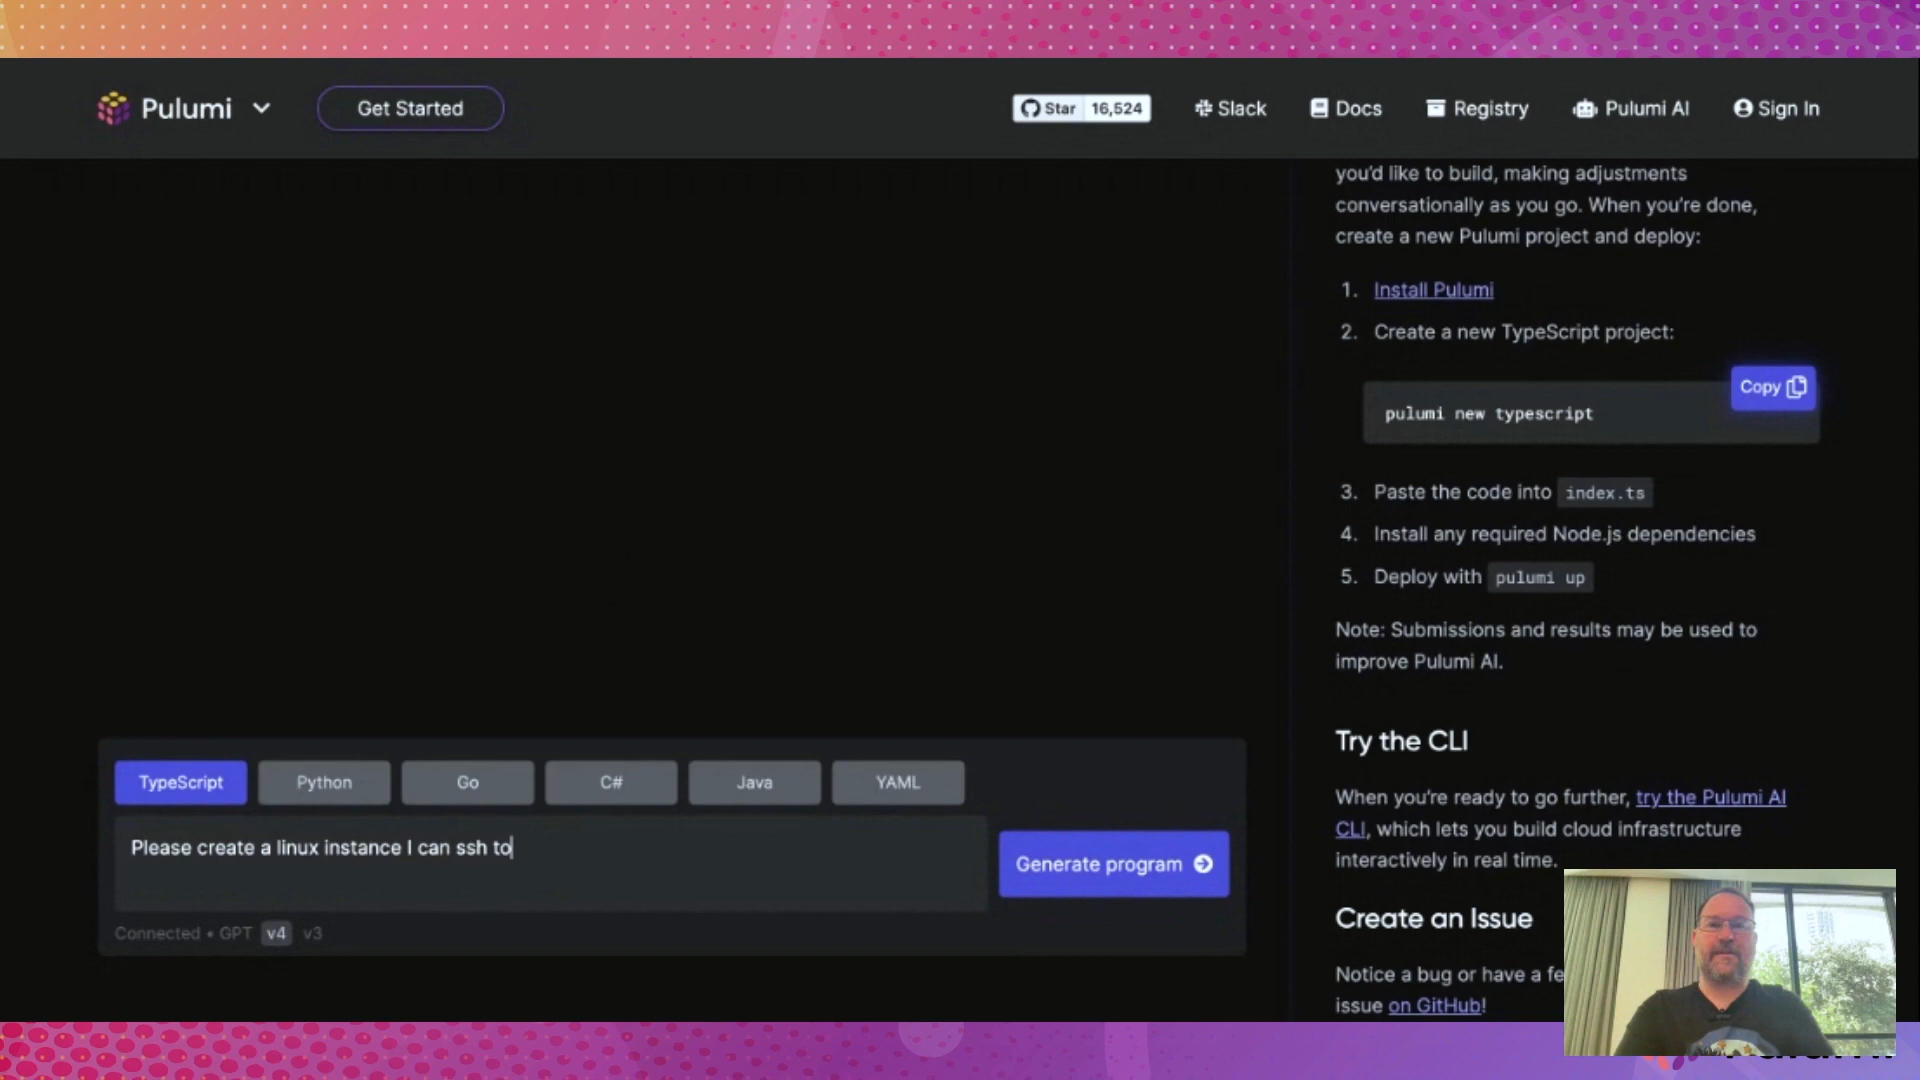 Pulumi
Get Started
Star 16,524
Slack
Docs
Registry
Pulumi AI
Sign In
you'd like to build, making adjustments
conversationally as you go. When you're done,
create a new Pulumi project and deploy:
1. Install Pulumi
2. Create a new TypeScript project:
Copy
pulumi new typescript
3. Paste the code into index.ts
4. Install any required Node.js dependencies
5. Deploy with pulumi up
Note: Submissions and results may be used to
improve Pulumi AI.
Try the CLI
When you're ready to go further, try the Pulumi AI
CLI, which lets you build cloud infrastructure
interactively in real time.
Create an Issue
Notice a bug or have a fe
issue on GitHub!
TypeScript
Python
Go
C#
Java
YAML
Please create a linux instance I can ssh to
Generate program
Connected • GPT v4 v3